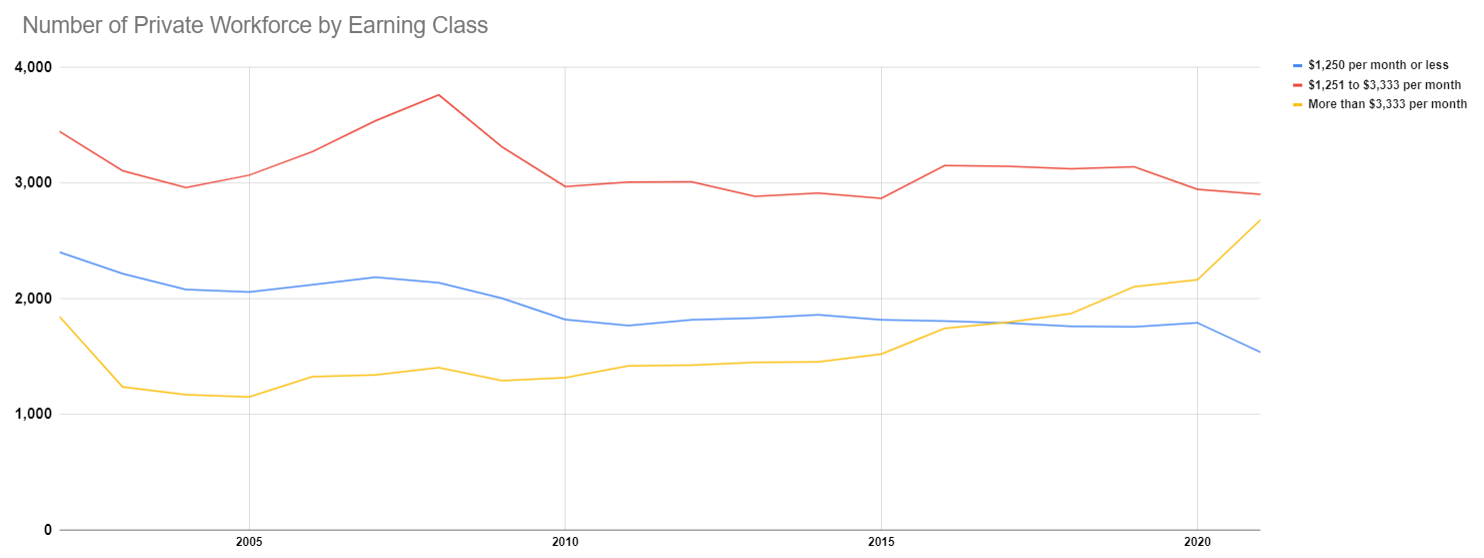 Number of Private Workforce by Earning Class
4,000
3,000
2,000
1,000
0
2005
2010
2015
2020
$1,250 per month or less
$1,251 to $3,333 per month
More than $3,333 per month